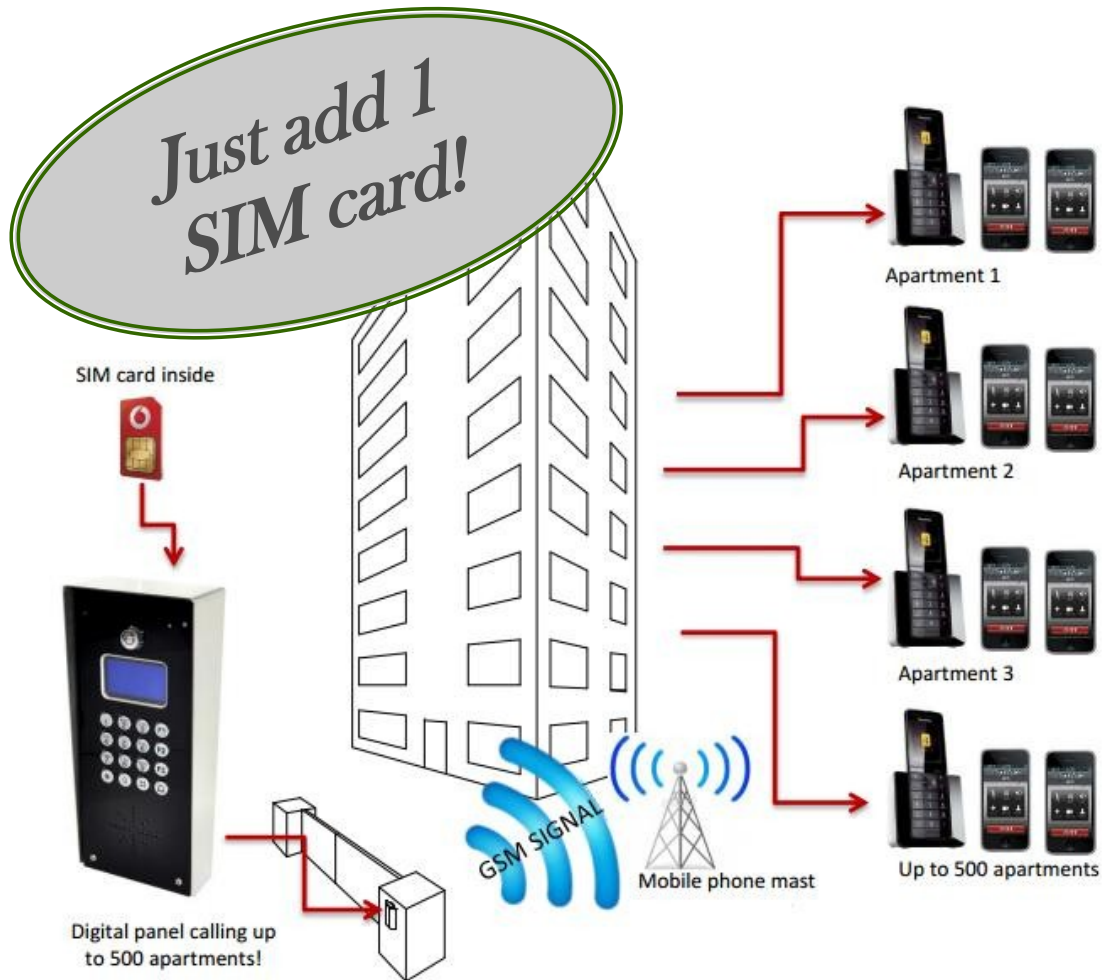 Just add 1
SIM card!
SIM card inside
Apartment 1
Apartment 2
Apartment 3
GSM SIGNAL
Mobile phone mast
Up to 500 apartments
Digital panel calling up
to 500 apartments!